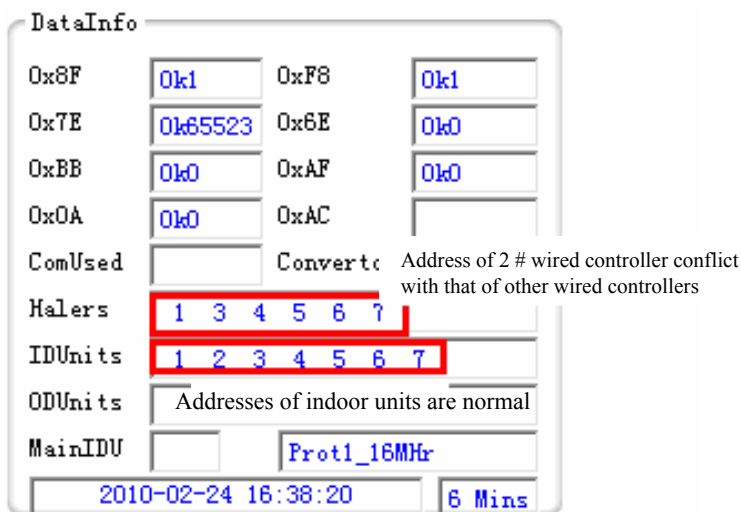 DataInfo
0x8F 0k1 0xF8 0k1
0x7E 0k65523 0x6E 0k0
0xBB 0k0 0xAF 0k0
0x0A 0k0 0xAC
ComUsed
Address of 2 # wired controller conflict
with that of other wired controllers
Halers 1 3 4 5 6 7
IDUnits 1 2 3 4 5 6 7
ODUnits Addresses of indoor units are normal
MainIDU Prot1_16MHr
2010-02-24 16:38:20 6 Mins